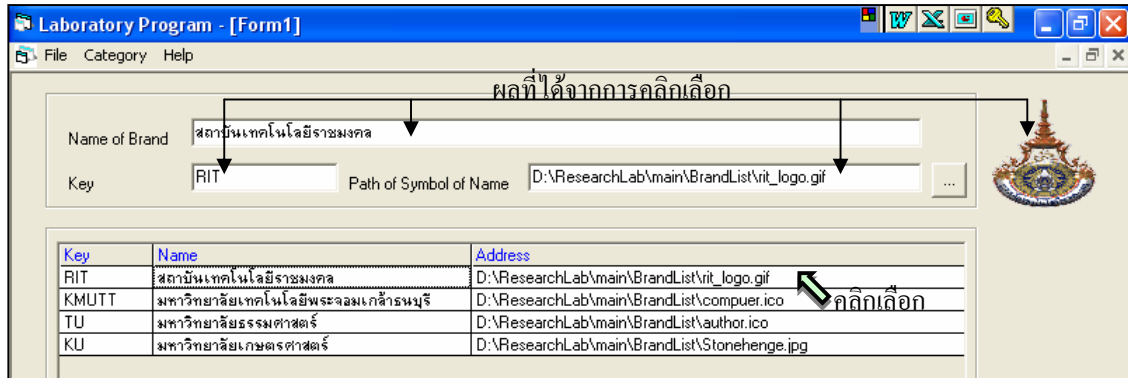 Laboratory Program - [Form1]
File Category Help
ผลที่ได้จากการคลิกเลือก
Name of Brand สถาบันเทคโนโลยีราชมงคล
Key RIT Path of Symbol of Name D:\ResearchLab\main\BrandList\rit_logo.gif ...
Key Name Address
RIT สถาบันเทคโนโลยีราชมงคล D:\ResearchLab\main\BrandList\rit_logo.gif
KMUTT มหาวิทยาลัยเทคโนโลยีพระจอมเกล้าธนบุรี D:\ResearchLab\main\BrandList\compuer.ico
คลิกเลือก
TU มหาวิทยาลัยธรรมศาสตร์ D:\ResearchLab\main\BrandList\author.ico
KU มหาวิทยาลัยเกษตรศาสตร์ D:\ResearchLab\main\BrandList\Stonehenge.jpg